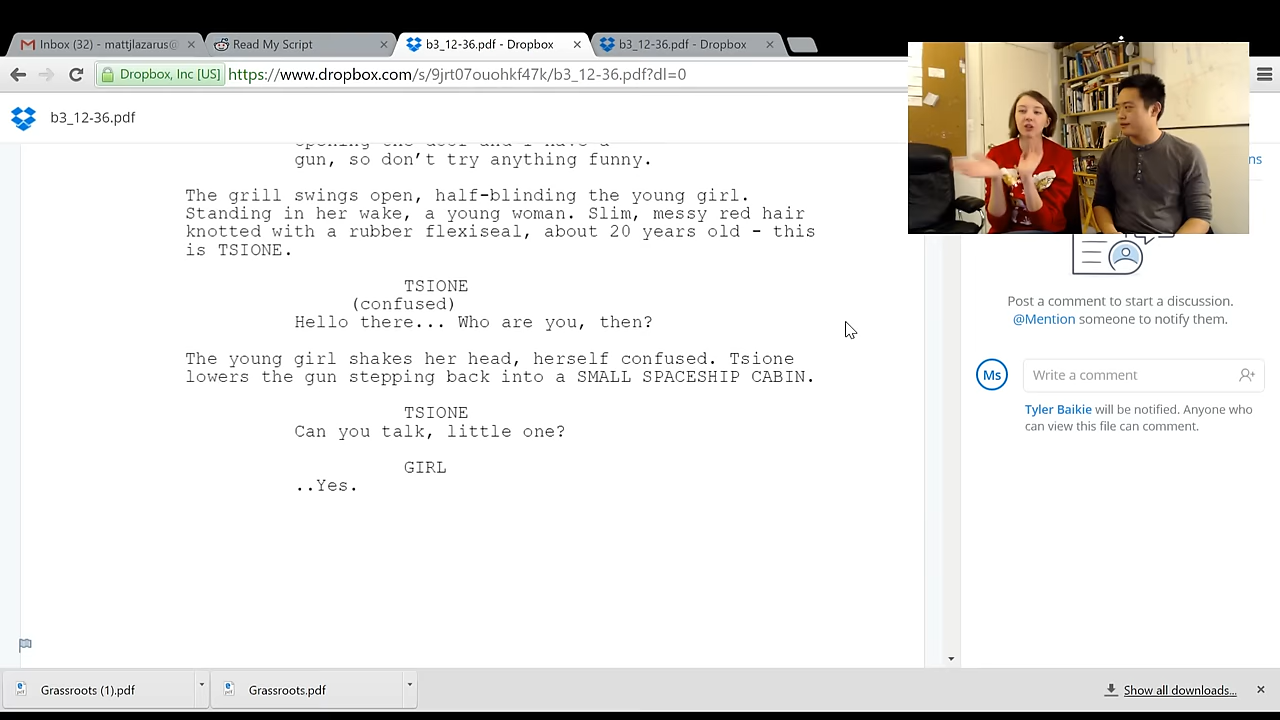 Inbox (32) - mattjlazarus@
Read My Script
b3_12-36.pdf - Dropbox
b3_12-36.pdf - Dropbox
Dropbox, Inc [US]
https://www.dropbox.com/s/9jrt07ouohkf47k/b3_12-36.pdf?dl=0
b3_12-36.pdf
opening the door and I have a
gun, so don't try anything funny.
The grill swings open, half-blinding the young girl.
Standing in her wake, a young woman. Slim, messy red hair
knotted with a rubber flexiseal, about 20 years old - this
is TSIONE.
TSIONE
(confused)
Hello there... Who are you, then?
The young girl shakes her head, herself confused. Tsione
lowers the gun stepping back into a SMALL SPACESHIP CABIN.
TSIONE
Can you talk, little one?
GIRL
..Yes.
Post a comment to start a discussion.
@Mention someone to notify them.
Ms
Write a comment
Tyler Baikie will be notified. Anyone who
can view this file can comment.
Grassroots (1).pdf
Grassroots.pdf
Show all downloads...